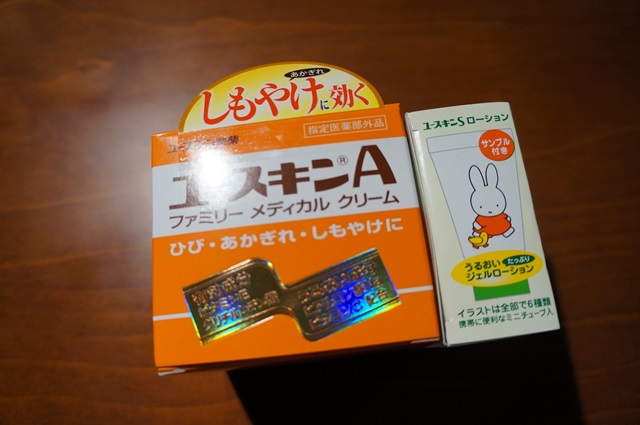 あかぎれ
しもやけに効く
指定医薬部外品
ユースキン®A
ファミリー メディカル クリーム
ひび・あかぎれ・しもやけに
配合
ユースキンS ローション
サンプル
付き
うるおい たっぷり
ジェルローション
イラストは全部で6種類
携帯に便利なミニチューブ入